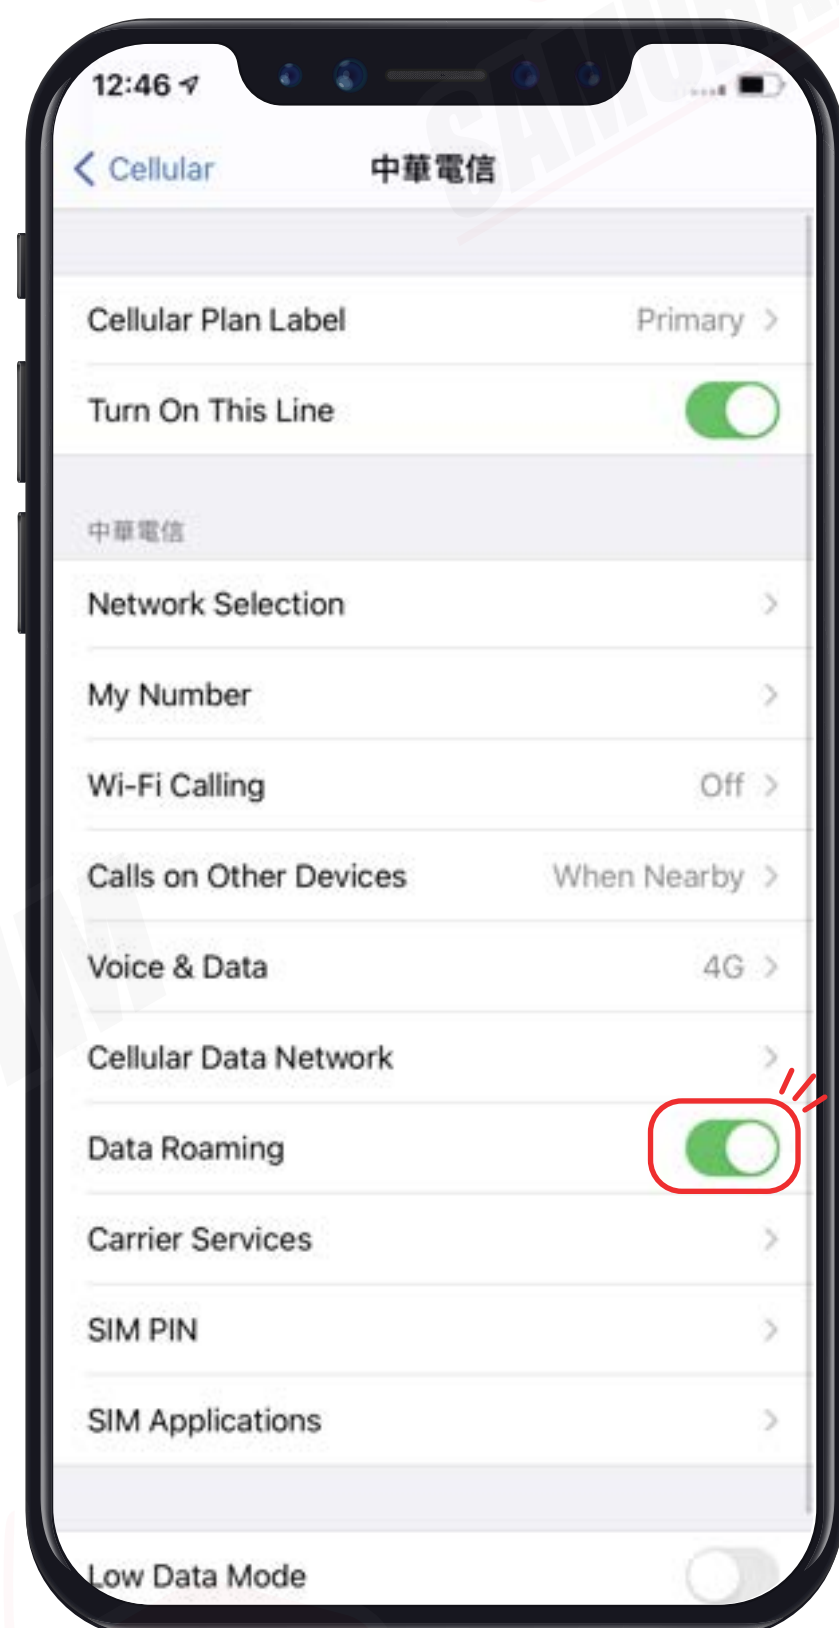 12:46
Cellular
中華電信
Cellular Plan Label
Primary
Turn On This Line
中華電信
Network Selection
My Number
Wi-Fi Calling
Off
Calls on Other Devices
When Nearby
Voice & Data
4G
Cellular Data Network
Data Roaming
Carrier Services
SIM PIN
SIM Applications
Low Data Mode